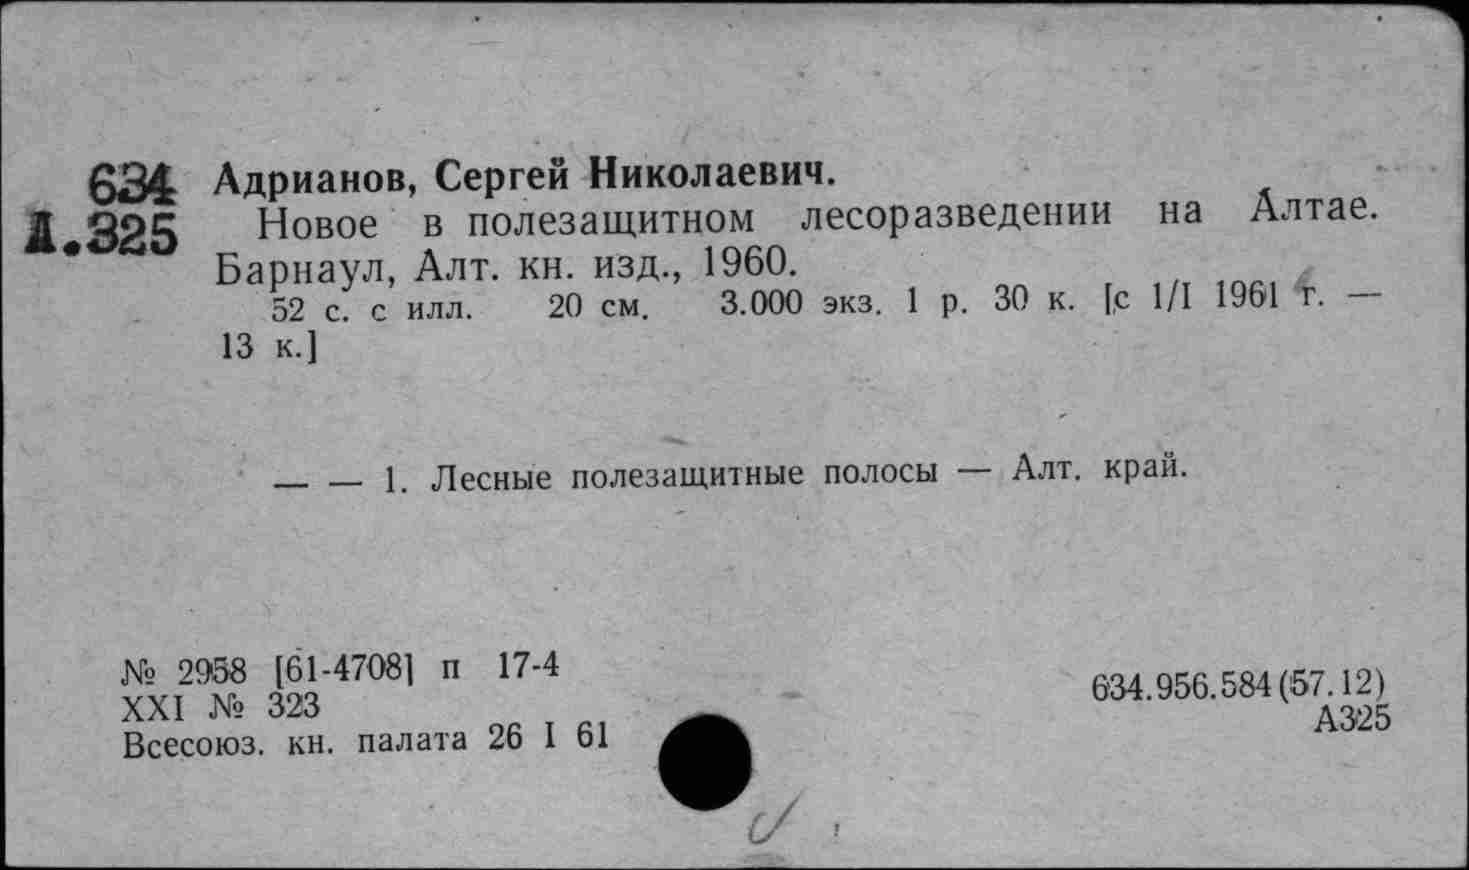 634 Адрианов, Сергей Николаевич.
А.325 Новое в полезащитном лесоразведении на Алтае.
Барнаул, Алт. кн. изд., 1960.
52 с. с илл. 20 см. 3.000 экз. 1 р. 30 к. [с 1/I 1961 г. —
13 к.]
— — 1. Лесные полезащитные полосы — Алт. край.
№ 2958 [61-4708] п 17-4
XXI № 323
Всесоюз. кн. палата 26 I 61
634.956.584(57.12)
А325